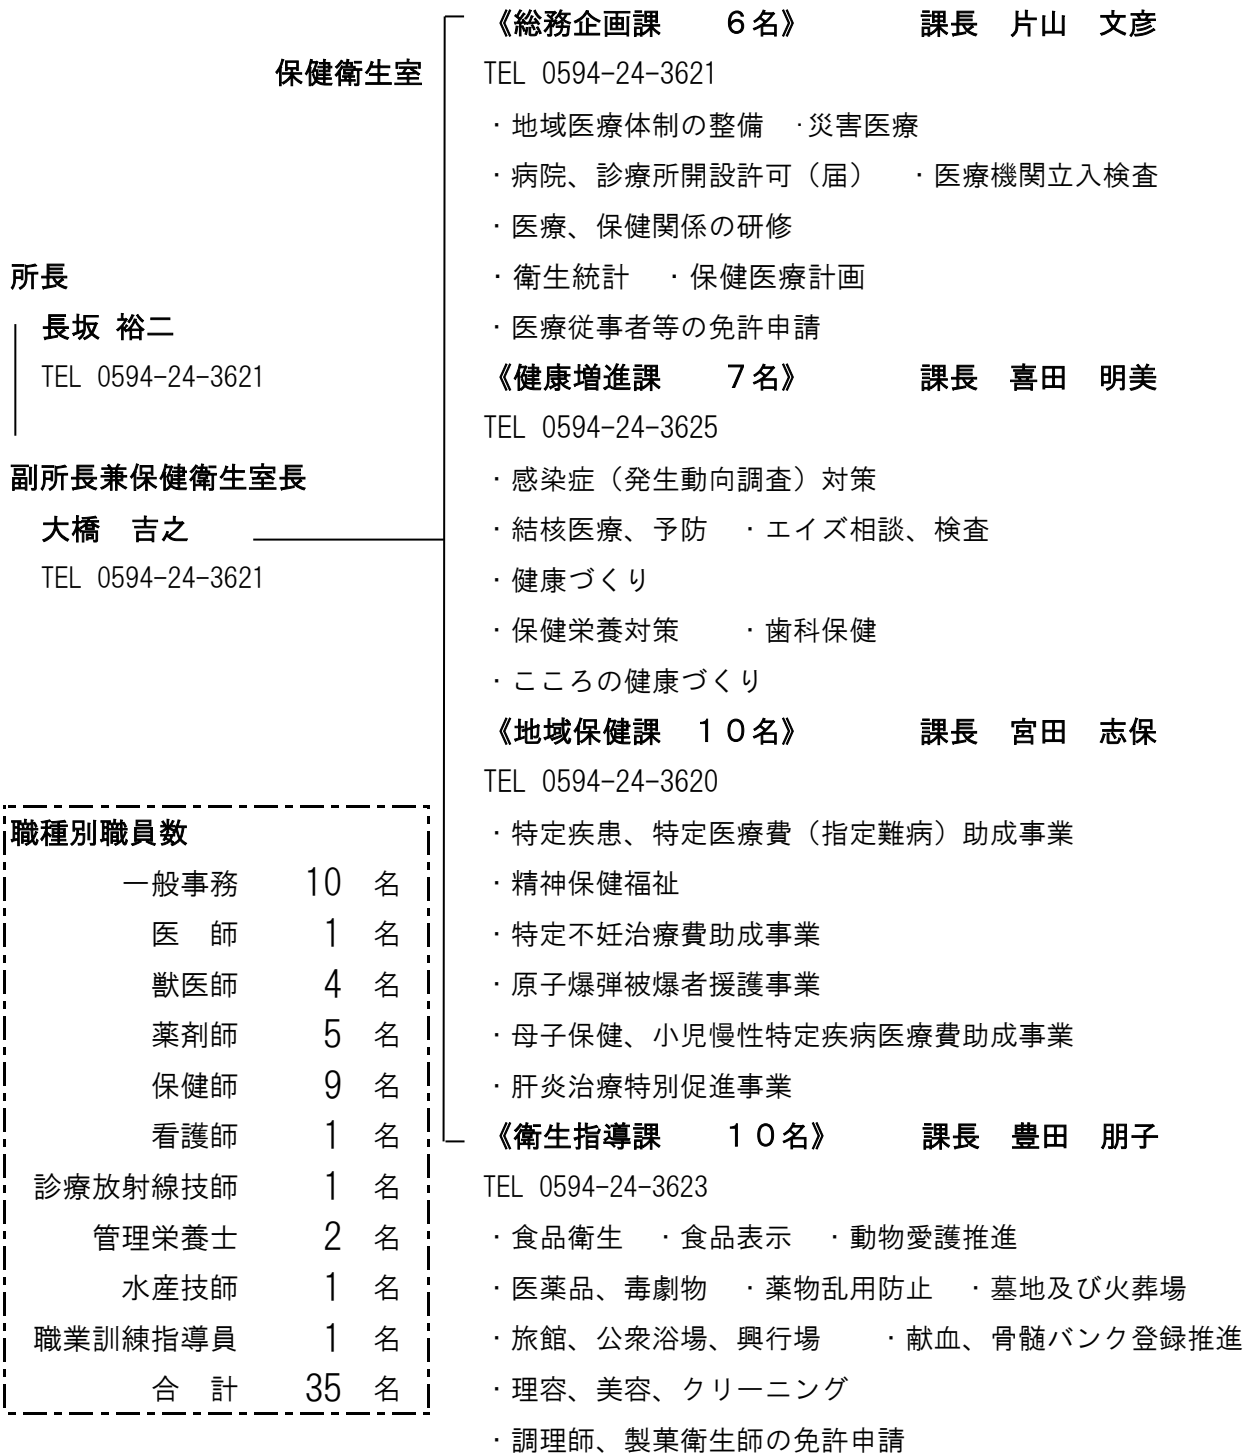 所長
長坂 裕二
TEL 0594-24-3621
副所長兼保健衛生室長
大橋 吉之
TEL 0594-24-3621
保健衛生室
《総務企画課 6名》 課長 片山 文彦
TEL 0594-24-3621
・地域医療体制の整備 ・災害医療
・病院、診療所開設許可（届） ・医療機関立入検査
・医療、保健関係の研修
・衛生統計 ・保健医療計画
・医療従事者等の免許申請
《健康増進課 7名》 課長 喜田 明美
TEL 0594-24-3625
・感染症（発生動向調査）対策
・結核医療、予防 ・エイズ相談、検査
・健康づくり
・保健栄養対策 ・歯科保健
・こころの健康づくり
《地域保健課 １０名》 課長 宮田 志保
TEL 0594-24-3620
・特定疾患、特定医療費（指定難病）助成事業
・精神保健福祉
・特定不妊治療費助成事業
・原子爆弾被爆者援護事業
・母子保健、小児慢性特定疾病医療費助成事業
・肝炎治療特別促進事業
《衛生指導課 １０名》 課長 豊田 朋子
TEL 0594-24-3623
・食品衛生 ・食品表示 ・動物愛護推進
・医薬品、毒劇物 ・薬物乱用防止 ・墓地及び火葬場
・旅館、公衆浴場、興行場 ・献血、骨髄バンク登録推進
・理容、美容、クリーニング
・調理師、製菓衛生師の免許申請
職種別職員数
一般事務 10 名
医 師 1 名
獣医師 4 名
薬剤師 5 名
保健師 9 名
看護師 1 名
診療放射線技師 1 名
管理栄養士 2 名
水産技師 1 名
職業訓練指導員 1 名
合 計 35 名